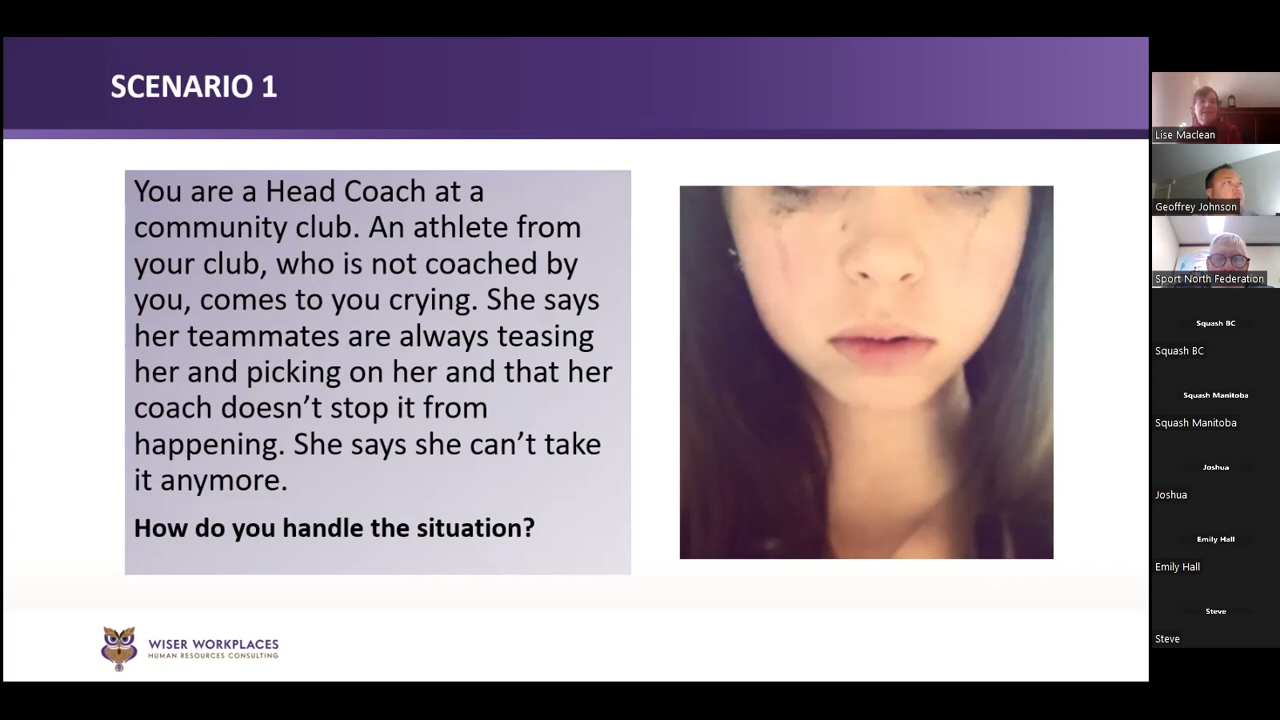 SCENARIO 1
You are a Head Coach at a
community club. An athlete from
your club, who is not coached by
you, comes to you crying. She says
her teammates are always teasing
her and picking on her and that her
coach doesn’t stop it from
happening. She says she can’t take
it anymore.
How do you handle the situation?
WISER WORKPLACES
HUMAN RESOURCES CONSULTING
Lise Maclean
Geoffrey Johnson
Sport North Federation
Squash BC
Squash BC
Squash Manitoba
Squash Manitoba
Joshua
Joshua
Emily Hall
Emily Hall
Steve
Steve